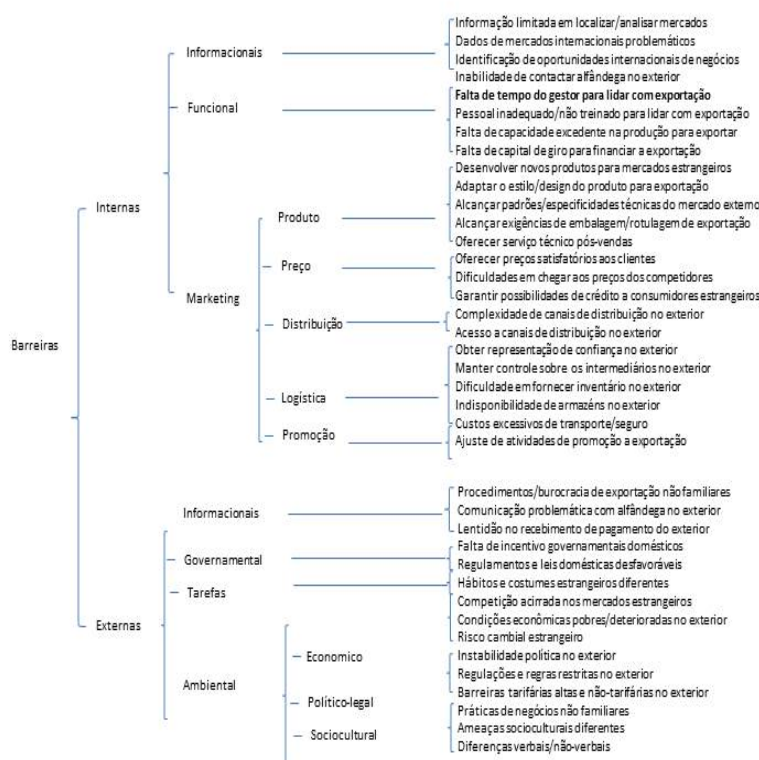 Barreiras
Internas
Informacionais
Informação limitada em localizar/analisar mercados
Dados de mercados internacionais problemáticos
Identificação de oportunidades internacionais de negócios
Inabilidade de contactar alfândega no exterior
Funcional
Falta de tempo do gestor para lidar com exportação
Pessoal inadequado/não treinado para lidar com exportação
Falta de capacidade excedente na produção para exportar
Falta de capital de giro para financiar a exportação
Marketing
Produto
Desenvolver novos produtos para mercados estrangeiros
Adaptar o estilo/design do produto para exportação
Alcançar padrões/especificidades técnicas do mercado externo
Alcançar exigências de embalagem/rotulagem de exportação
Oferecer serviço técnico pós-vendas
Preço
Oferecer preços satisfatórios aos clientes
Dificuldades em chegar aos preços dos competidores
Garantir possibilidades de crédito a consumidores estrangeiros
Distribuição
Complexidade de canais de distribuição no exterior
Acesso a canais de distribuição no exterior
Logística
Obter representação de confiança no exterior
Manter controle sobre os intermediários no exterior
Dificuldade em fornecer inventário no exterior
Indisponibilidade de armazéns no exterior
Custos excessivos de transporte/seguro
Promoção
Ajuste de atividades de promoção a exportação
Externas
Informacionais
Procedimentos/burocracia de exportação não familiares
Comunicação problemática com alfândega no exterior
Lentidão no recebimento de pagamento do exterior
Governamental
Falta de incentivo governamentais domésticos
Regulamentos e leis domésticas desfavoráveis
Tarefas
Hábitos e costumes estrangeiros diferentes
Competição acirrada nos mercados estrangeiros
Ambiental
Economico
Condições econômicas pobres/deterioradas no exterior
Risco cambial estrangeiro
Político-legal
Instabilidade política no exterior
Regulações e regras restritas no exterior
Barreiras tarifárias altas e não-tarifárias no exterior
Sociocultural
Práticas de negócios não familiares
Ameaças socioculturais diferentes
Diferenças verbais/não-verbais